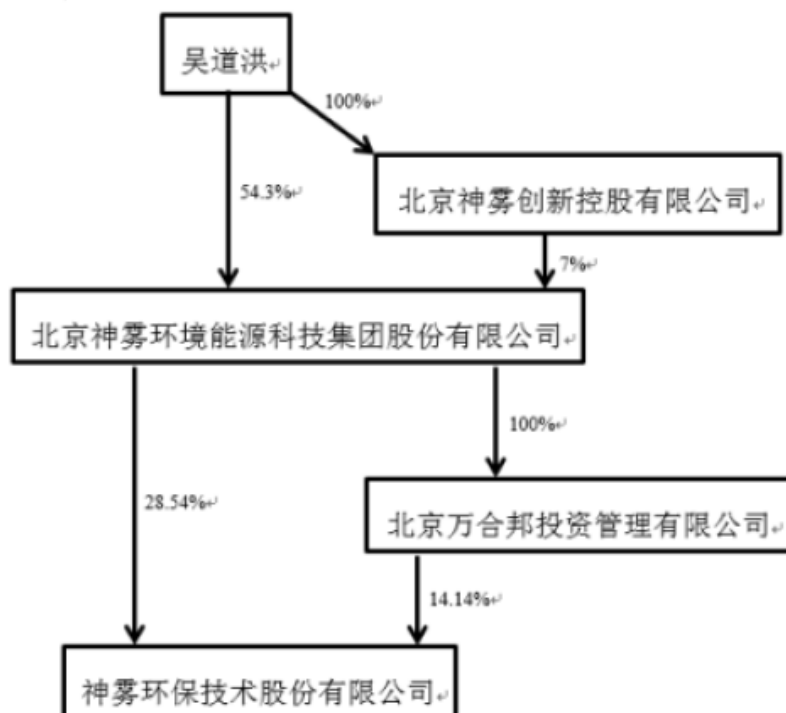 吴道洪
100%
54.3%
北京神雾创新控股有限公司
7%
北京神雾环境能源科技集团股份有限公司
100%
28.54%
北京万合邦投资管理有限公司
14.14%
神雾环保技术股份有限公司